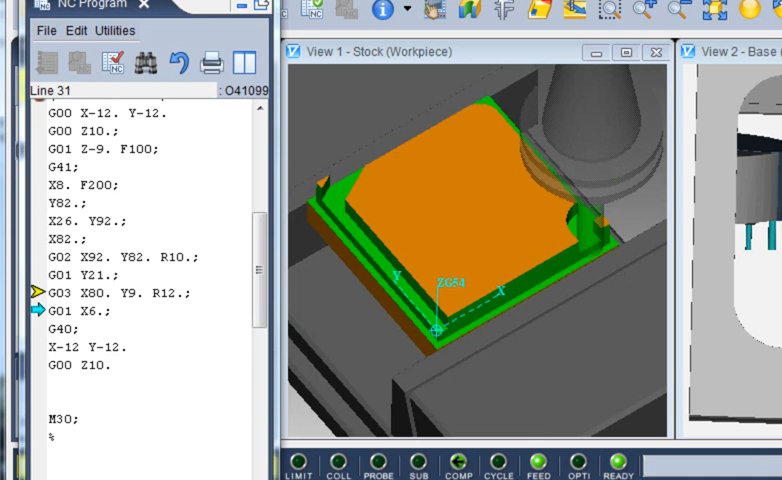 NC Program
File Edit Utilities
Line 31 : O41099
G00 X-12. Y-12.
G00 Z10.;
G01 Z-9. F100;
G41;
X8. F200;
Y82.;
X26. Y92.;
X82.;
G02 X92. Y82. R10.;
G01 Y21.;
G03 X80. Y9. R12.;
G01 X6.;
G40;
X-12 Y-12.
G00 Z10.
M30;
%
NC
View 1 - Stock (Workpiece)
View 2 - Base
Y
ZG54
X
LIMIT COLL PROBE SUB COMP CYCLE FEED OPTI READY